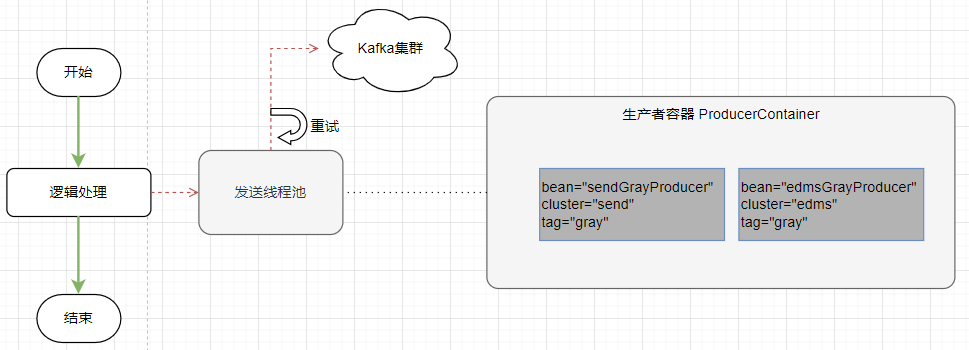 Kafka集群
开始
重试
生产者容器 ProducerContainer
逻辑处理
发送线程池
bean="sendGrayProducer"
cluster="send"
tag="gray"
bean="edmsGrayProducer"
cluster="edms"
tag="gray"
结束